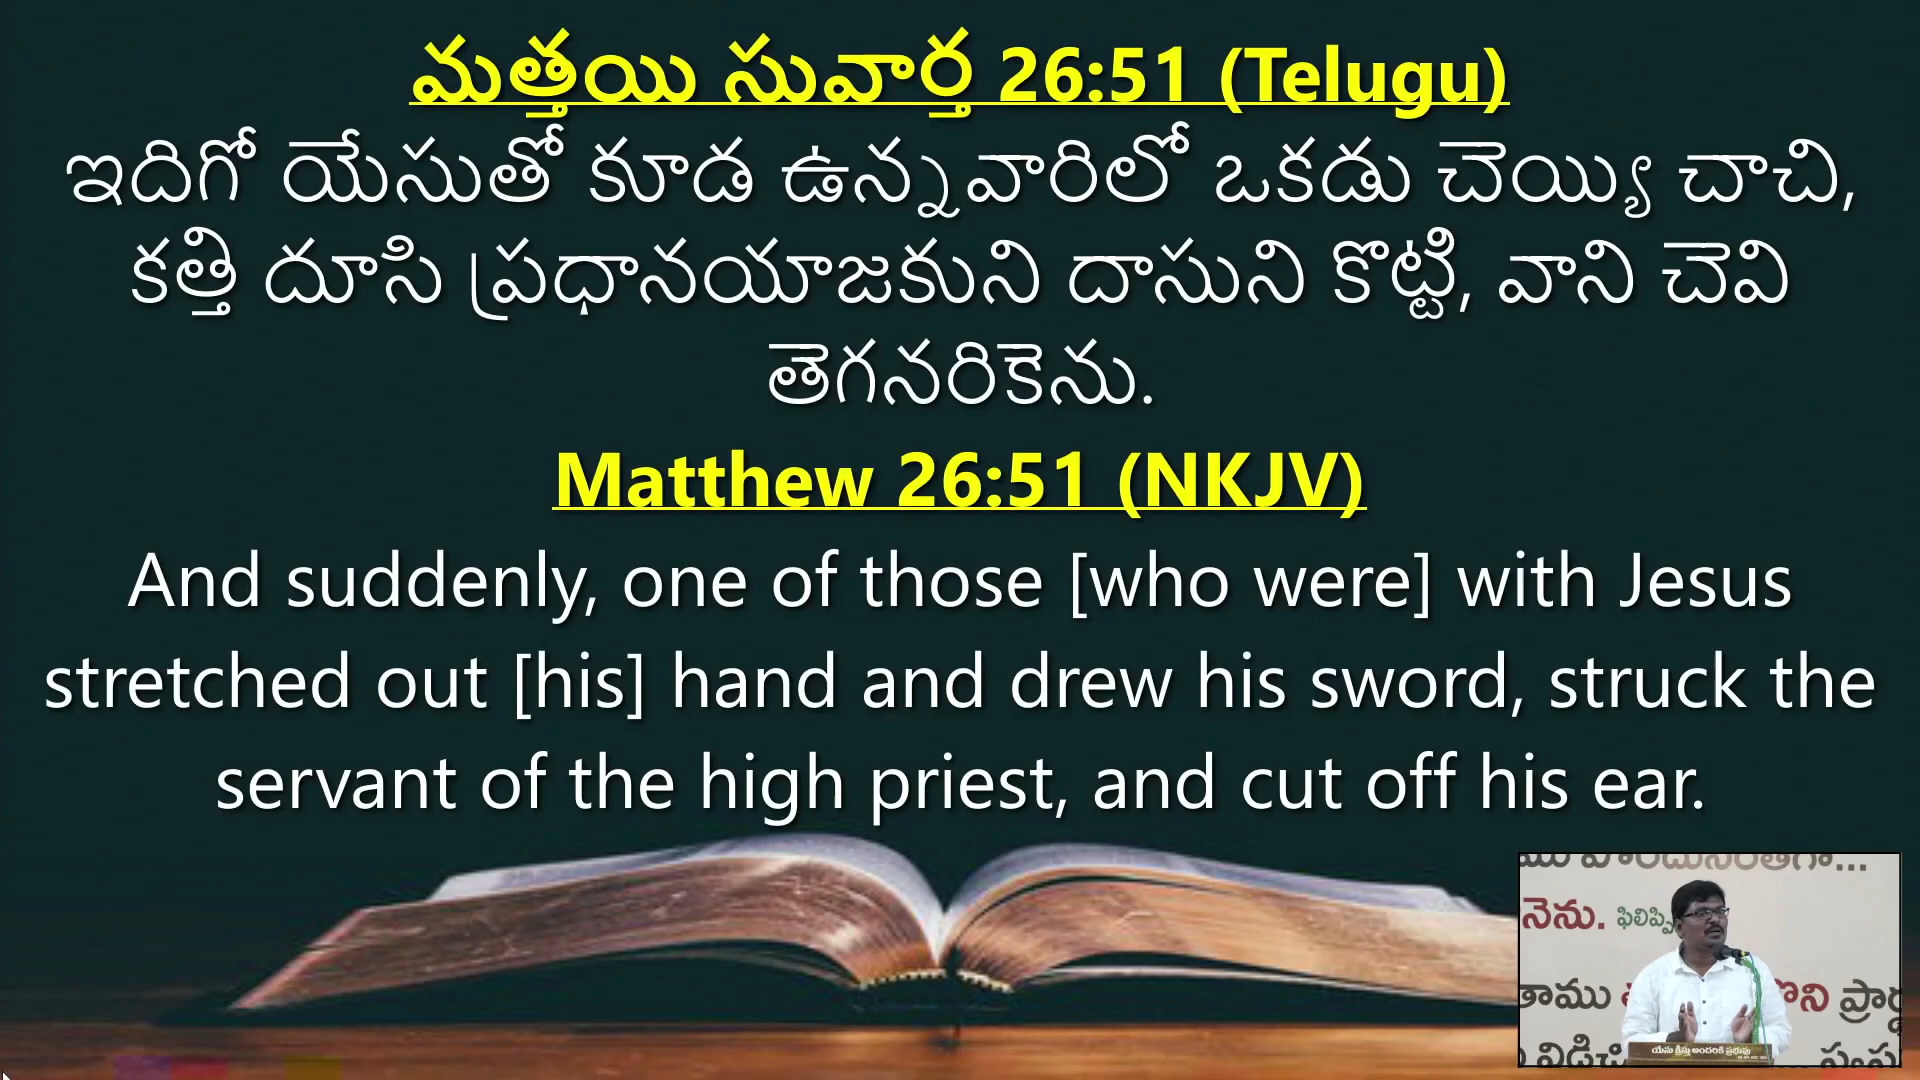 మత్తయి సువార్త 26:51 (Telugu)
ఇదిగో యేసుతో కూడ ఉన్నవారిలో ఒకడు చెయ్యి చాచి,
కత్తి దూసి ప్రధానయాజకుని దాసుని కొట్టి, వాని చెవి
తెగనరికెను.
Matthew 26:51 (NKJV)
And suddenly, one of those [who were] with Jesus
stretched out [his] hand and drew his sword, struck the
servant of the high priest, and cut off his ear.
నెను. ఫిలిప్పి
యేసు క్రీస్తు అందరికి ప్రభువు